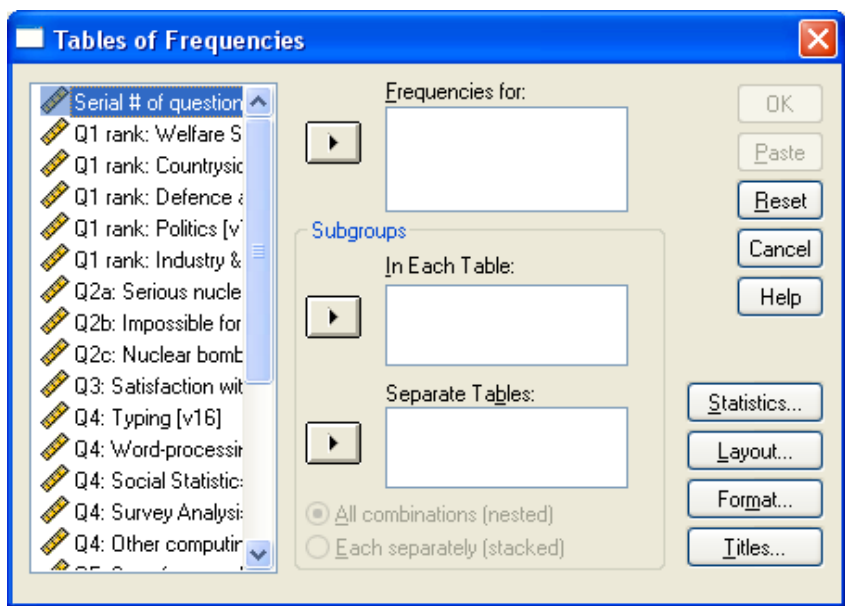 Tables of Frequencies
Serial # of question
Q1 rank: Welfare S
Q1 rank: Countrysid
Q1 rank: Defence a
Q1 rank: Politics [v
Q1 rank: Industry &
Q2a: Serious nucle
Q2b: Impossible for
Q2c: Nuclear bomb
Q3: Satisfaction wit
Q4: Typing [v16]
Q4: Word-processin
Q4: Social Statistic
Q4: Survey Analysi
Q4: Other computin
Frequencies for:
Subgroups
In Each Table:
Separate Tables:
All combinations (nested)
Each separately (stacked)
OK
Paste
Reset
Cancel
Help
Statistics...
Layout...
Format...
Titles...